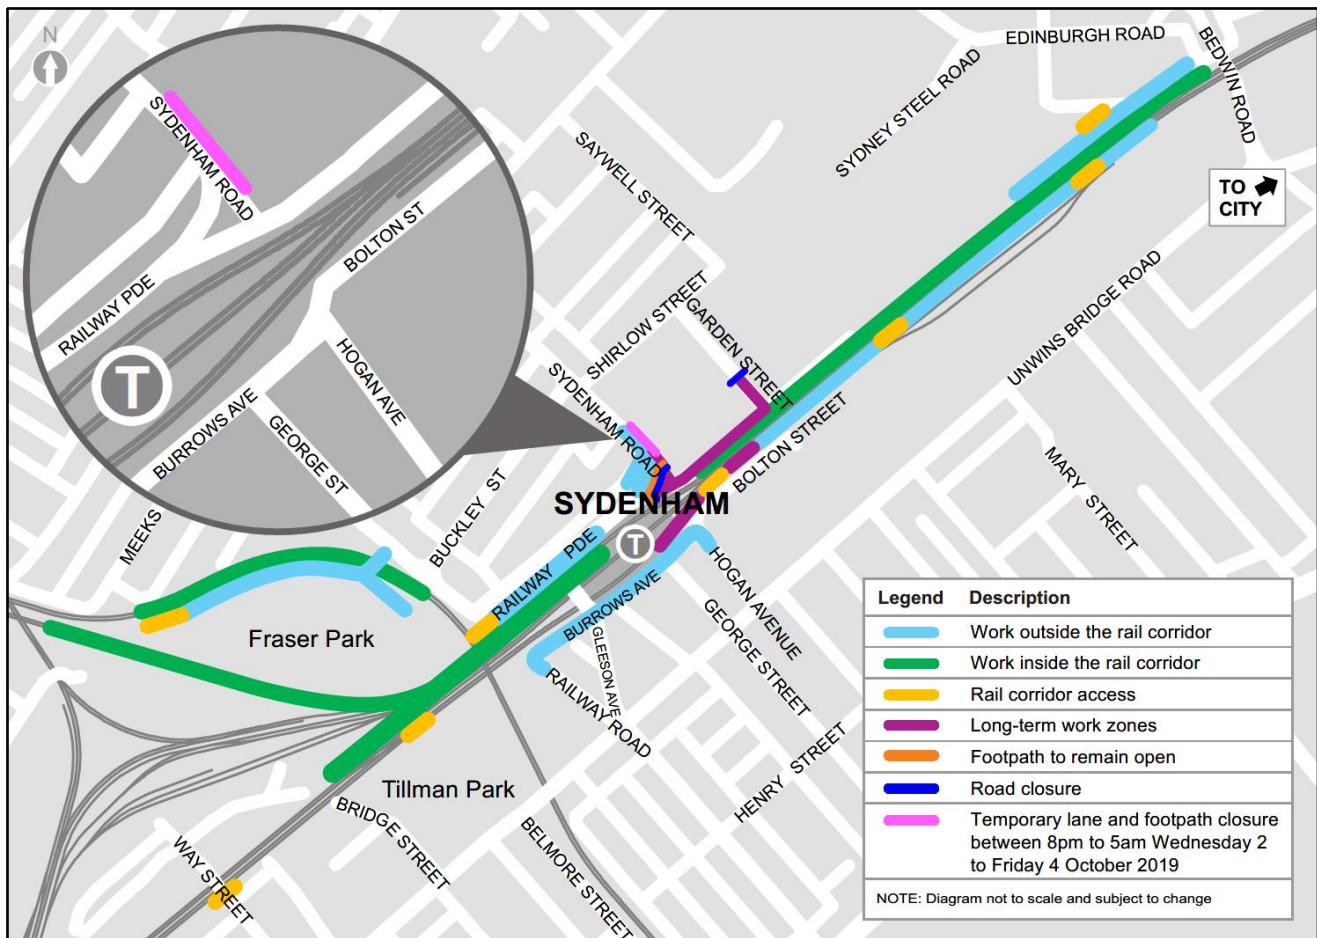 N
EDINBURGH ROAD
BEDWIN ROAD
SYDNEY STEEL ROAD
SYDENHAM ROAD
SAYWELL STREET
TO
CITY
BOLTON ST
RAILWAY PDE
UNWINS BRIDGE ROAD
SHIRLOW STREET
GARDEN STREET
HOGAN AVE
T
BURROWS AVE
GEORGE ST
SYDENHAM ROAD
BOLTON STREET
MARY STREET
BUCKLEY ST
MEEKS
SYDENHAM
T
RAILWAY PDE
HOGAN AVENUE
BURROWS AVE
GEORGE STREET
Fraser Park
GLEESON AVE
RAILWAY ROAD
HENRY STREET
Tillman Park
BRIDGE STREET
BELMORE STREET
WAY STREET
Legend Description
Work outside the rail corridor
Work inside the rail corridor
Rail corridor access
Long-term work zones
Footpath to remain open
Road closure
Temporary lane and footpath closure
between 8pm to 5am Wednesday 2
to Friday 4 October 2019
NOTE: Diagram not to scale and subject to change